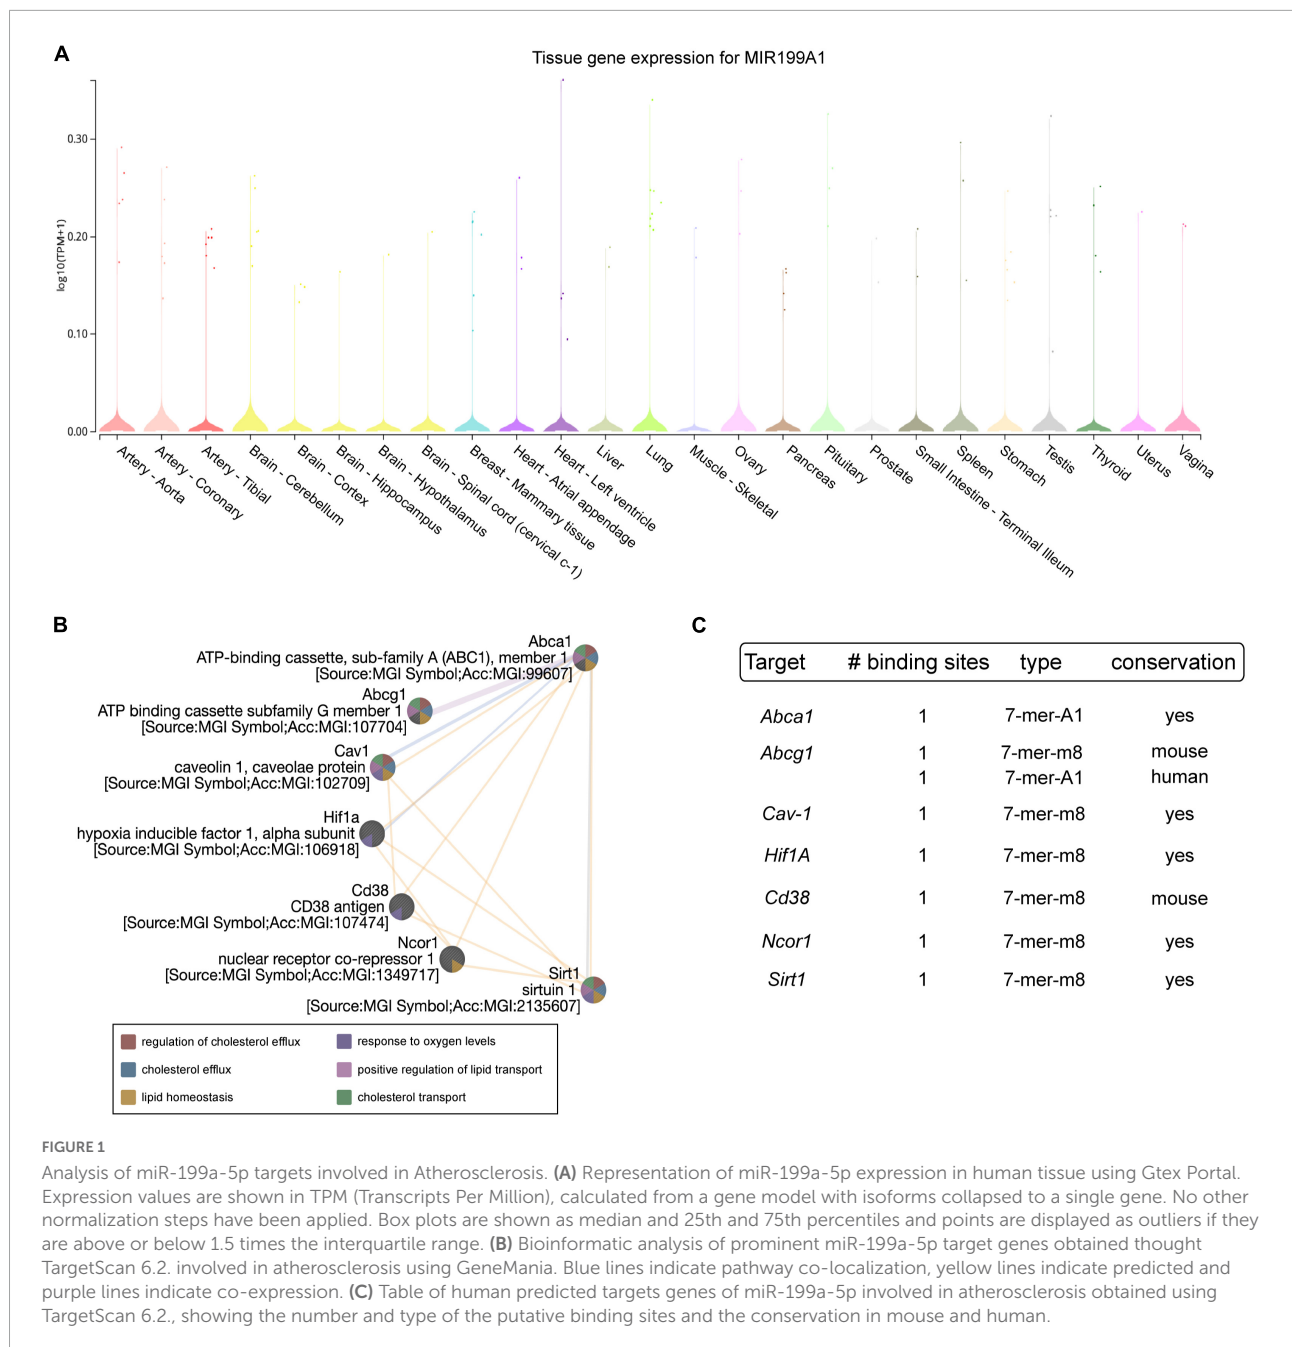 A
Tissue gene expression for MIR199A1
log10(TPM+1)
0.30
0.20
0.10
0.00
Artery - Aorta
Artery - Coronary
Artery - Tibial
Brain - Cerebellum
Brain - Cortex
Brain - Hippocampus
Brain - Hypothalamus
Brain - Spinal cord (cervical c-1)
Breast - Mammary tissue
Heart - Atrial appendage
Heart - Left ventricle
Liver
Lung
Muscle - Skeletal
Ovary
Pancreas
Pituitary
Prostate
Small Intestine - Terminal Illeum
Spleen
Stomach
Testis
Thyroid
Uterus
Vagina
B
Abca1
ATP-binding cassette, sub-family A (ABC1), member 1
[Source:MGI Symbol;Acc:MGI:99607]
Abcg1
ATP binding cassette subfamily G member 1
[Source:MGI Symbol;Acc:MGI:107704]
Cav1
caveolin 1, caveolae protein
[Source:MGI Symbol;Acc:MGI:102709]
Hif1a
hypoxia inducible factor 1, alpha subunit
[Source:MGI Symbol;Acc:MGI:106918]
Cd38
CD38 antigen
[Source:MGI Symbol;Acc:MGI:107474]
Ncor1
nuclear receptor co-repressor 1
[Source:MGI Symbol;Acc:MGI:1349717]
Sirt1
sirtuin 1
[Source:MGI Symbol;Acc:MGI:2135607]
regulation of cholesterol efflux
response to oxygen levels
cholesterol efflux
positive regulation of lipid transport
lipid homeostasis
cholesterol transport
C
Target # binding sites type conservation
Abca1 1 7-mer-A1 yes
Abcg1 1 7-mer-m8 mouse
1 7-mer-A1 human
Cav-1 1 7-mer-m8 yes
Hif1A 1 7-mer-m8 yes
Cd38 1 7-mer-m8 mouse
Ncor1 1 7-mer-m8 yes
Sirt1 1 7-mer-m8 yes
FIGURE 1
Analysis of miR-199a-5p targets involved in Atherosclerosis. (A) Representation of miR-199a-5p expression in human tissue using Gtex Portal.
Expression values are shown in TPM (Transcripts Per Million), calculated from a gene model with isoforms collapsed to a single gene. No other
normalization steps have been applied. Box plots are shown as median and 25th and 75th percentiles and points are displayed as outliers if they
are above or below 1.5 times the interquartile range. (B) Bioinformatic analysis of prominent miR-199a-5p target genes obtained thought
TargetScan 6.2. involved in atherosclerosis using GeneMania. Blue lines indicate pathway co-localization, yellow lines indicate predicted and
purple lines indicate co-expression. (C) Table of human predicted targets genes of miR-199a-5p involved in atherosclerosis obtained using
TargetScan 6.2., showing the number and type of the putative binding sites and the conservation in mouse and human.